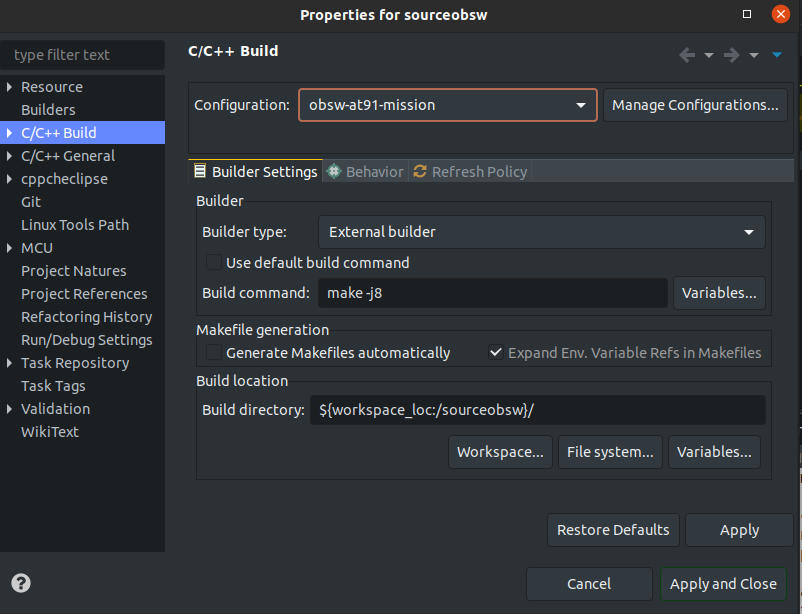 Properties for sourceobsw
type filter text
Resource
Builders
C/C++ Build
C/C++ General
cppcheclipse
Git
Linux Tools Path
MCU
Project Natures
Project References
Refactoring History
Run/Debug Settings
Task Repository
Task Tags
Validation
WikiText
C/C++ Build
Configuration: obsw-at91-mission Manage Configurations...
Builder Settings Behavior Refresh Policy
Builder
Builder type: External builder
Use default build command
Build command: make -j8 Variables...
Makefile generation
Generate Makefiles automatically Expand Env. Variable Refs in Makefiles
Build location
Build directory: ${workspace_loc:/sourceobsw}/
Workspace... File system... Variables...
Restore Defaults Apply
? Cancel Apply and Close